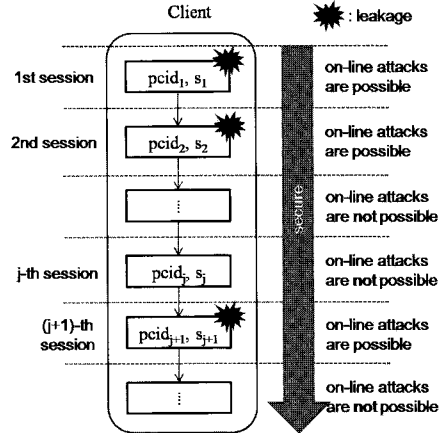 Client
: leakage
1st session
pcid1, s1
on-line attacks
are possible
2nd session
pcid2, s2
on-line attacks
are possible
⋮
on-line attacks
are not possible
secure
j-th session
pcidj, sj
on-line attacks
are not possible
(j+1)-th
session
pcidj+1, sj+1
on-line attacks
are possible
⋮
on-line attacks
are not possible